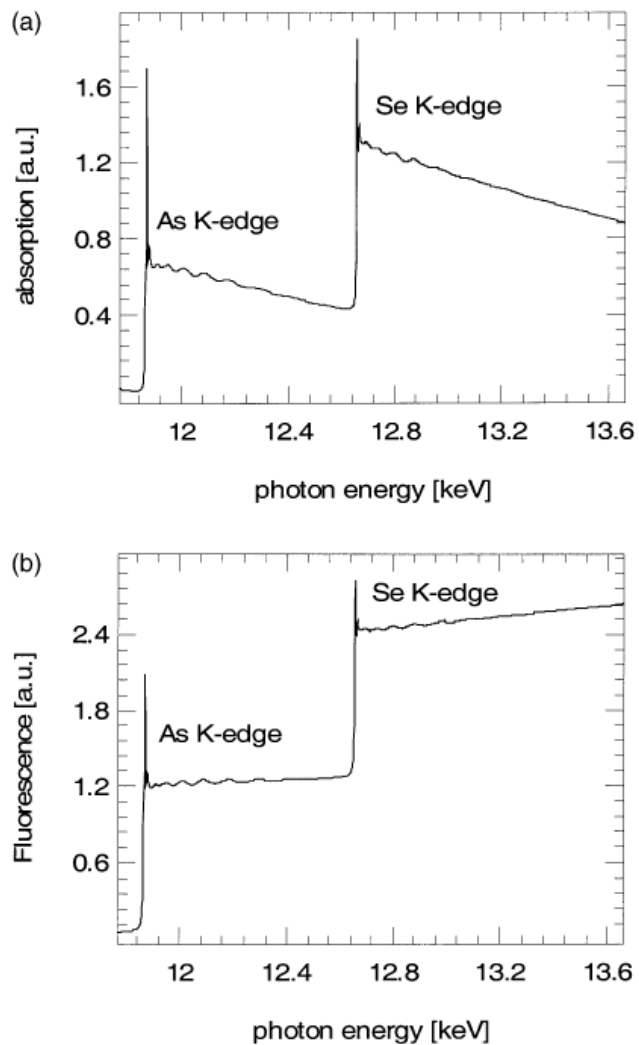 (a)
1.6
1.2
0.8
0.4
absorption [a.u.]
As K-edge
Se K-edge
12 12.4 12.8 13.2 13.6
photon energy [keV]
(b)
2.4
1.8
1.2
0.6
Fluorescence [a.u.]
As K-edge
Se K-edge
12 12.4 12.8 13.2 13.6
photon energy [keV]